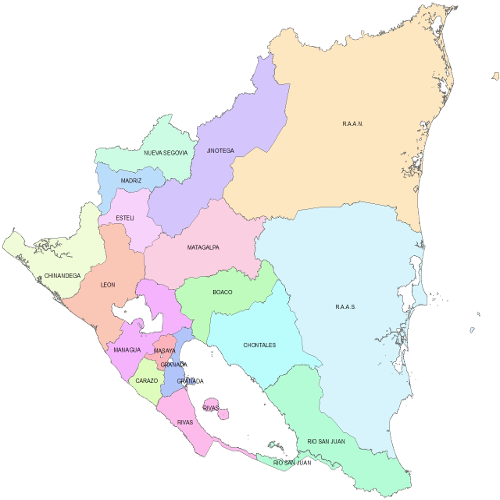 R.A.A.N.
NUEVA SEGOVIA
JINOTEGA
MADRIZ
ESTELI
MATAGALPA
CHINANDEGA
LEON
BOACO
R.A.A.S.
CHONTALES
MANAGUA
MASAYA
GRANADA
CARAZO
GRANADA
RIVAS
RIVAS
RIO SAN JUAN
RIO SAN JUAN